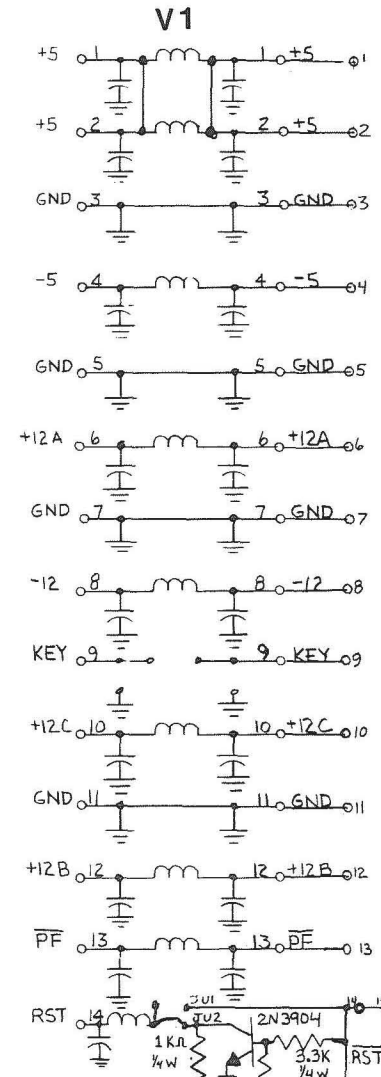 V1
+5 1 1 +5 1
+5 2 2 +5 2
GND 3 3 GND 3
-5 4 4 -5 4
GND 5 5 GND 5
+12A 6 6 +12A 6
GND 7 7 GND 7
-12 8 8 -12 8
KEY 9 9 KEY 9
+12C 10 10 +12C 10
GND 11 11 GND 11
+12B 12 12 +12B 12
P̅F̅ 13 13 P̅F̅ 13
JU1 14
RST 14 JU2 2N3904
1KΩ 3.3K R̅S̅T̅
¼W ¼W